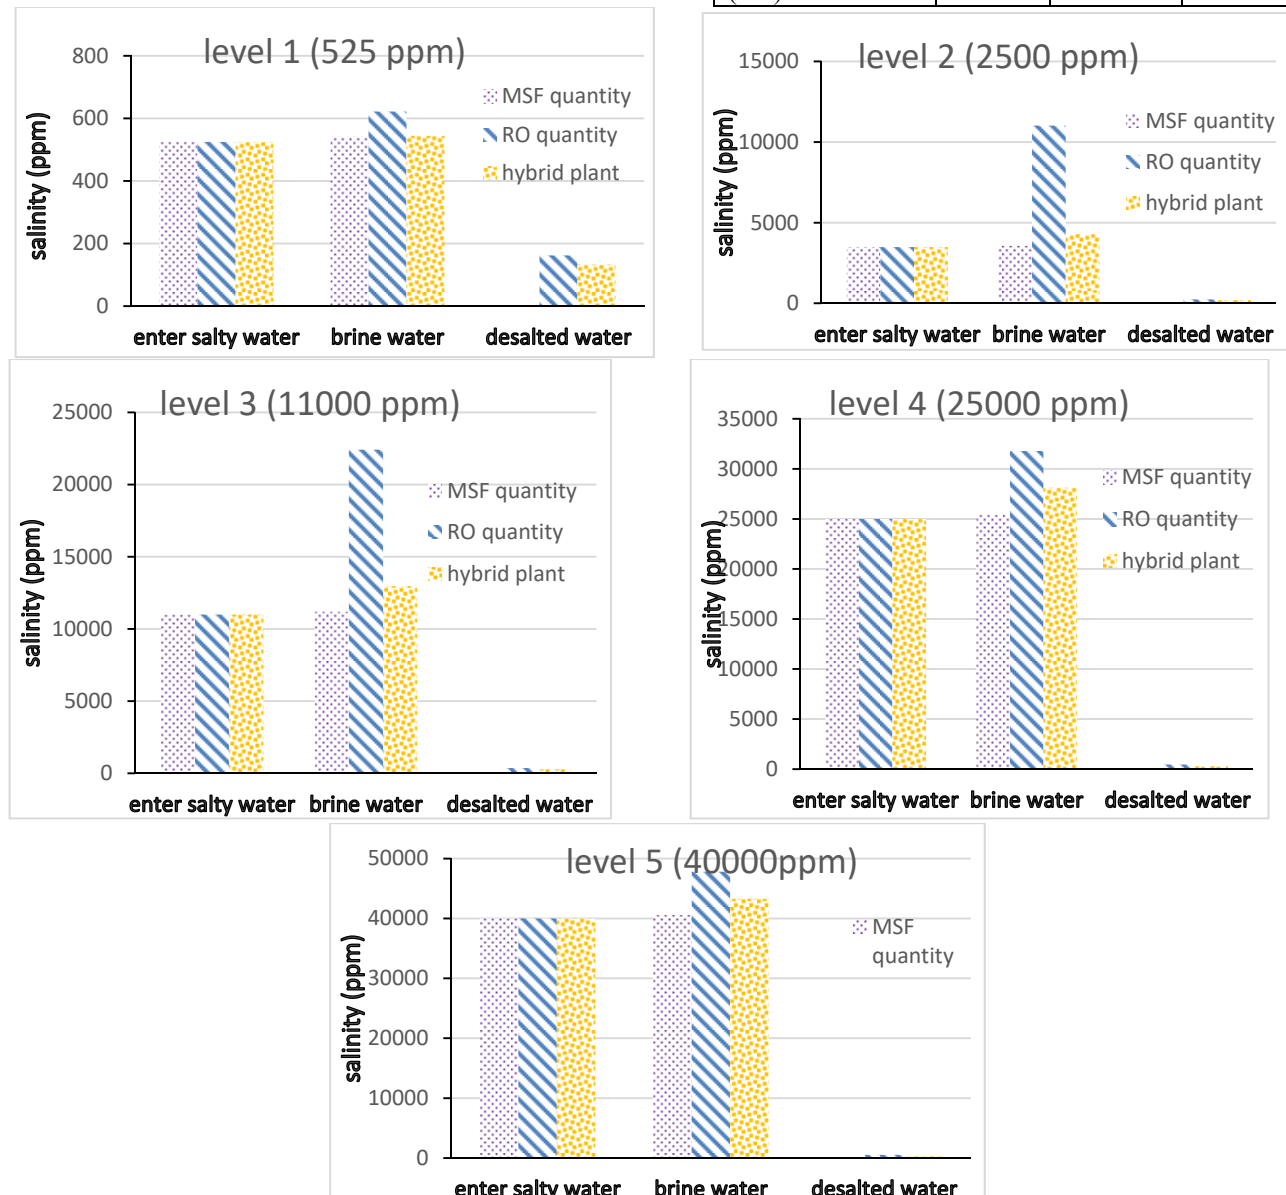 level 1 (525 ppm)
800
600
400
200
0
salinity (ppm)
MSF quantity
RO quantity
hybrid plant
enter salty water brine water desalted water
level 2 (2500 ppm)
15000
10000
5000
0
salinity (ppm)
MSF quantity
RO quantity
hybrid plant
enter salty water brine water desalted water
level 3 (11000 ppm)
25000
20000
15000
10000
5000
0
salinity (ppm)
MSF quantity
RO quantity
hybrid plant
enter salty water brine water desalted water
level 4 (25000 ppm)
35000
30000
25000
20000
15000
10000
5000
0
salinity (ppm)
MSF quantity
RO quantity
hybrid plant
enter salty water brine water desalted water
level 5 (40000ppm)
50000
40000
30000
20000
10000
0
salinity (ppm)
MSF
quantity
enter salty water brine water desalted water